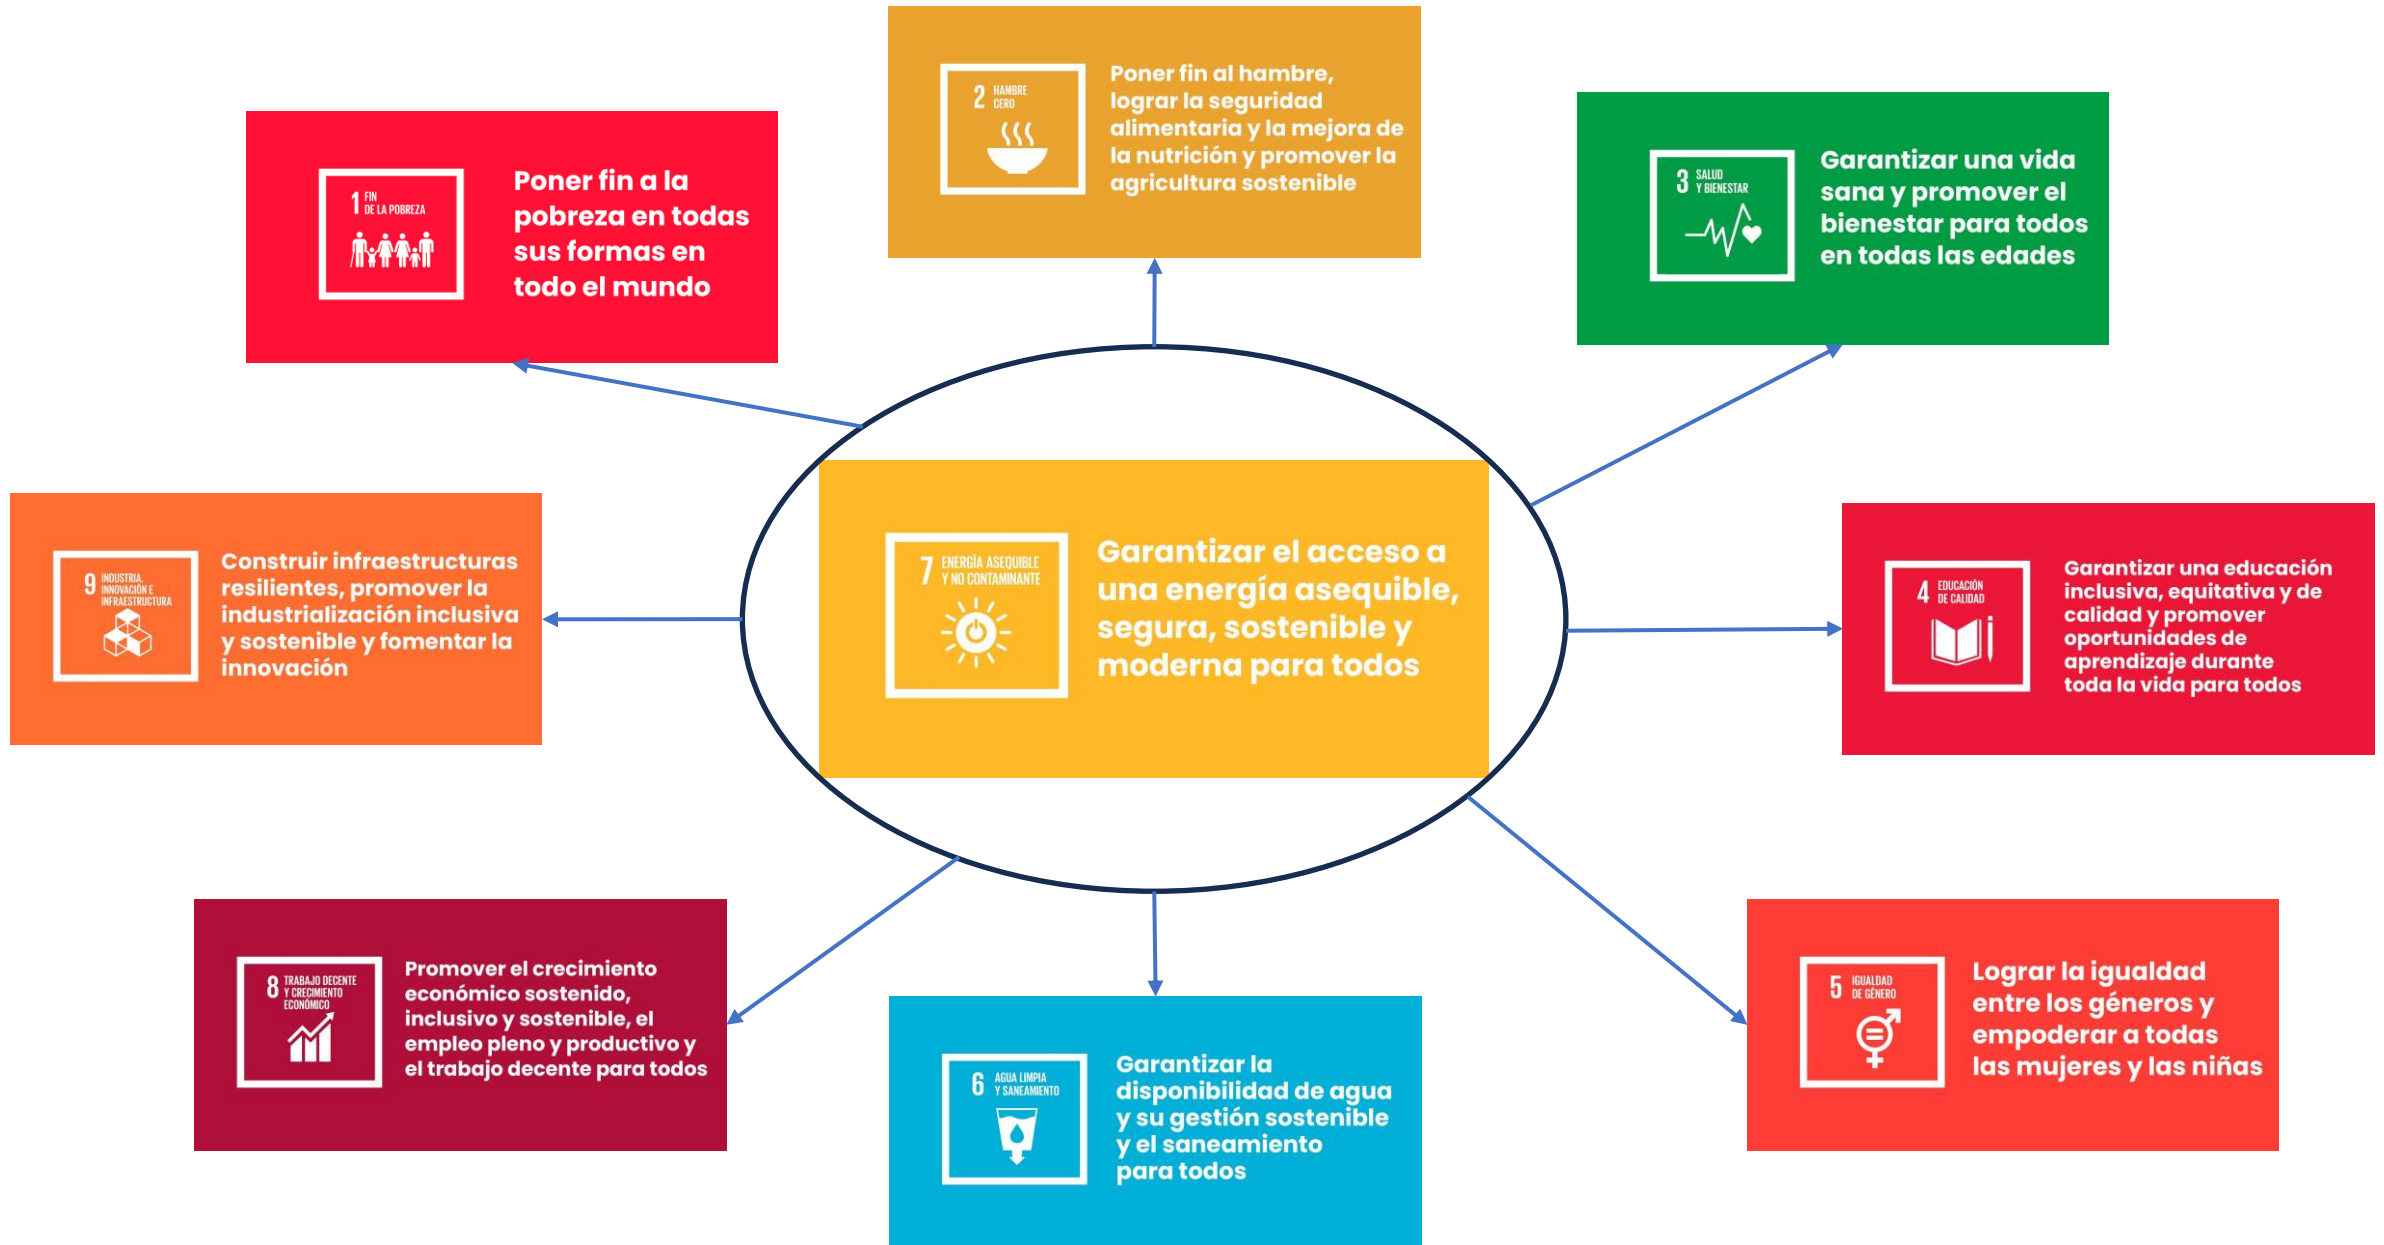 2 HAMBRE
CERO
Poner fin al hambre,
lograr la seguridad
alimentaria y la mejora de
la nutrición y promover la
agricultura sostenible
1 FIN
DE LA POBREZA
Poner fin a la
pobreza en todas
sus formas en
todo el mundo
3 SALUD
Y BIENESTAR
Garantizar una vida
sana y promover el
bienestar para todos
en todas las edades
9 INDUSTRIA,
INNOVACIÓN E
INFRAESTRUCTURA
Construir infraestructuras
resilientes, promover la
industrialización inclusiva
y sostenible y fomentar la
innovación
7 ENERGÍA ASEQUIBLE
Y NO CONTAMINANTE
Garantizar el acceso a
una energía asequible,
segura, sostenible y
moderna para todos
4 EDUCACIÓN
DE CALIDAD
Garantizar una educación
inclusiva, equitativa y de
calidad y promover
oportunidades de
aprendizaje durante
toda la vida para todos
8 TRABAJO DECENTE
Y CRECIMIENTO
ECONÓMICO
Promover el crecimiento
económico sostenido,
inclusivo y sostenible, el
empleo pleno y productivo y
el trabajo decente para todos
6 AGUA LIMPIA
Y SANEAMIENTO
Garantizar la
disponibilidad de agua
y su gestión sostenible
y el saneamiento
para todos
5 IGUALDAD
DE GÉNERO
Lograr la igualdad
entre los géneros y
empoderar a todas
las mujeres y las niñas